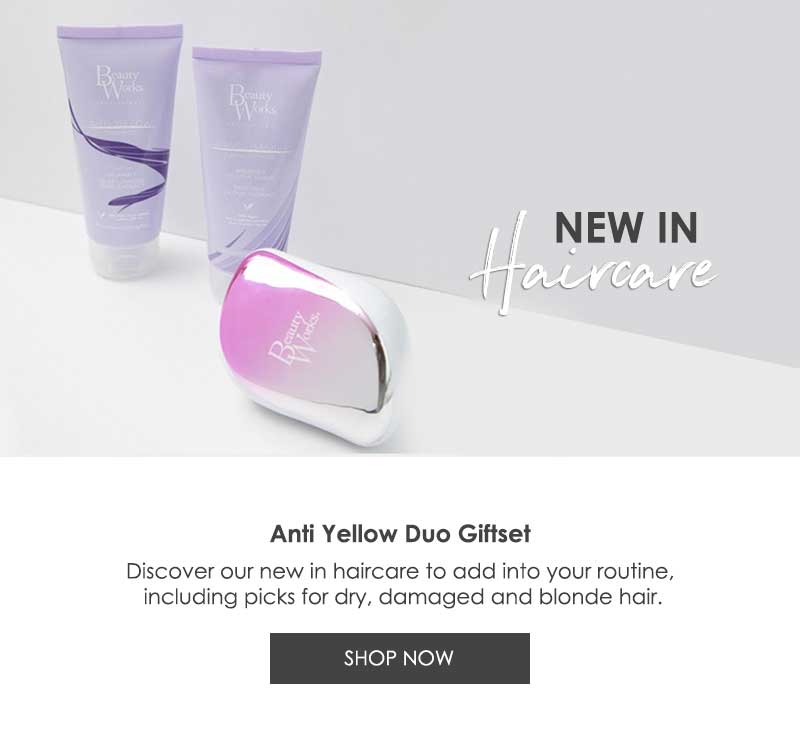 Beauty
Works
Beauty
Works
NEW IN
Haircare
Beauty
Works
Anti Yellow Duo Giftset
Discover our new in haircare to add into your routine,
including picks for dry, damaged and blonde hair.
SHOP NOW